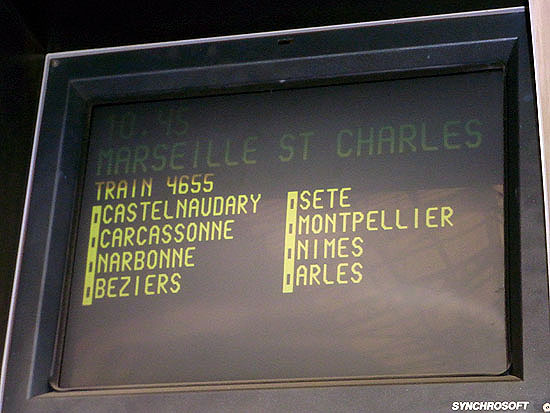 10.45
MARSEILLE ST CHARLES
TRAIN 4655
CASTELNAUDARY
CARCASSONNE
NARBONNE
BEZIERS
SETE
MONTPELLIER
NIMES
ARLES
SYNCHROSOFT